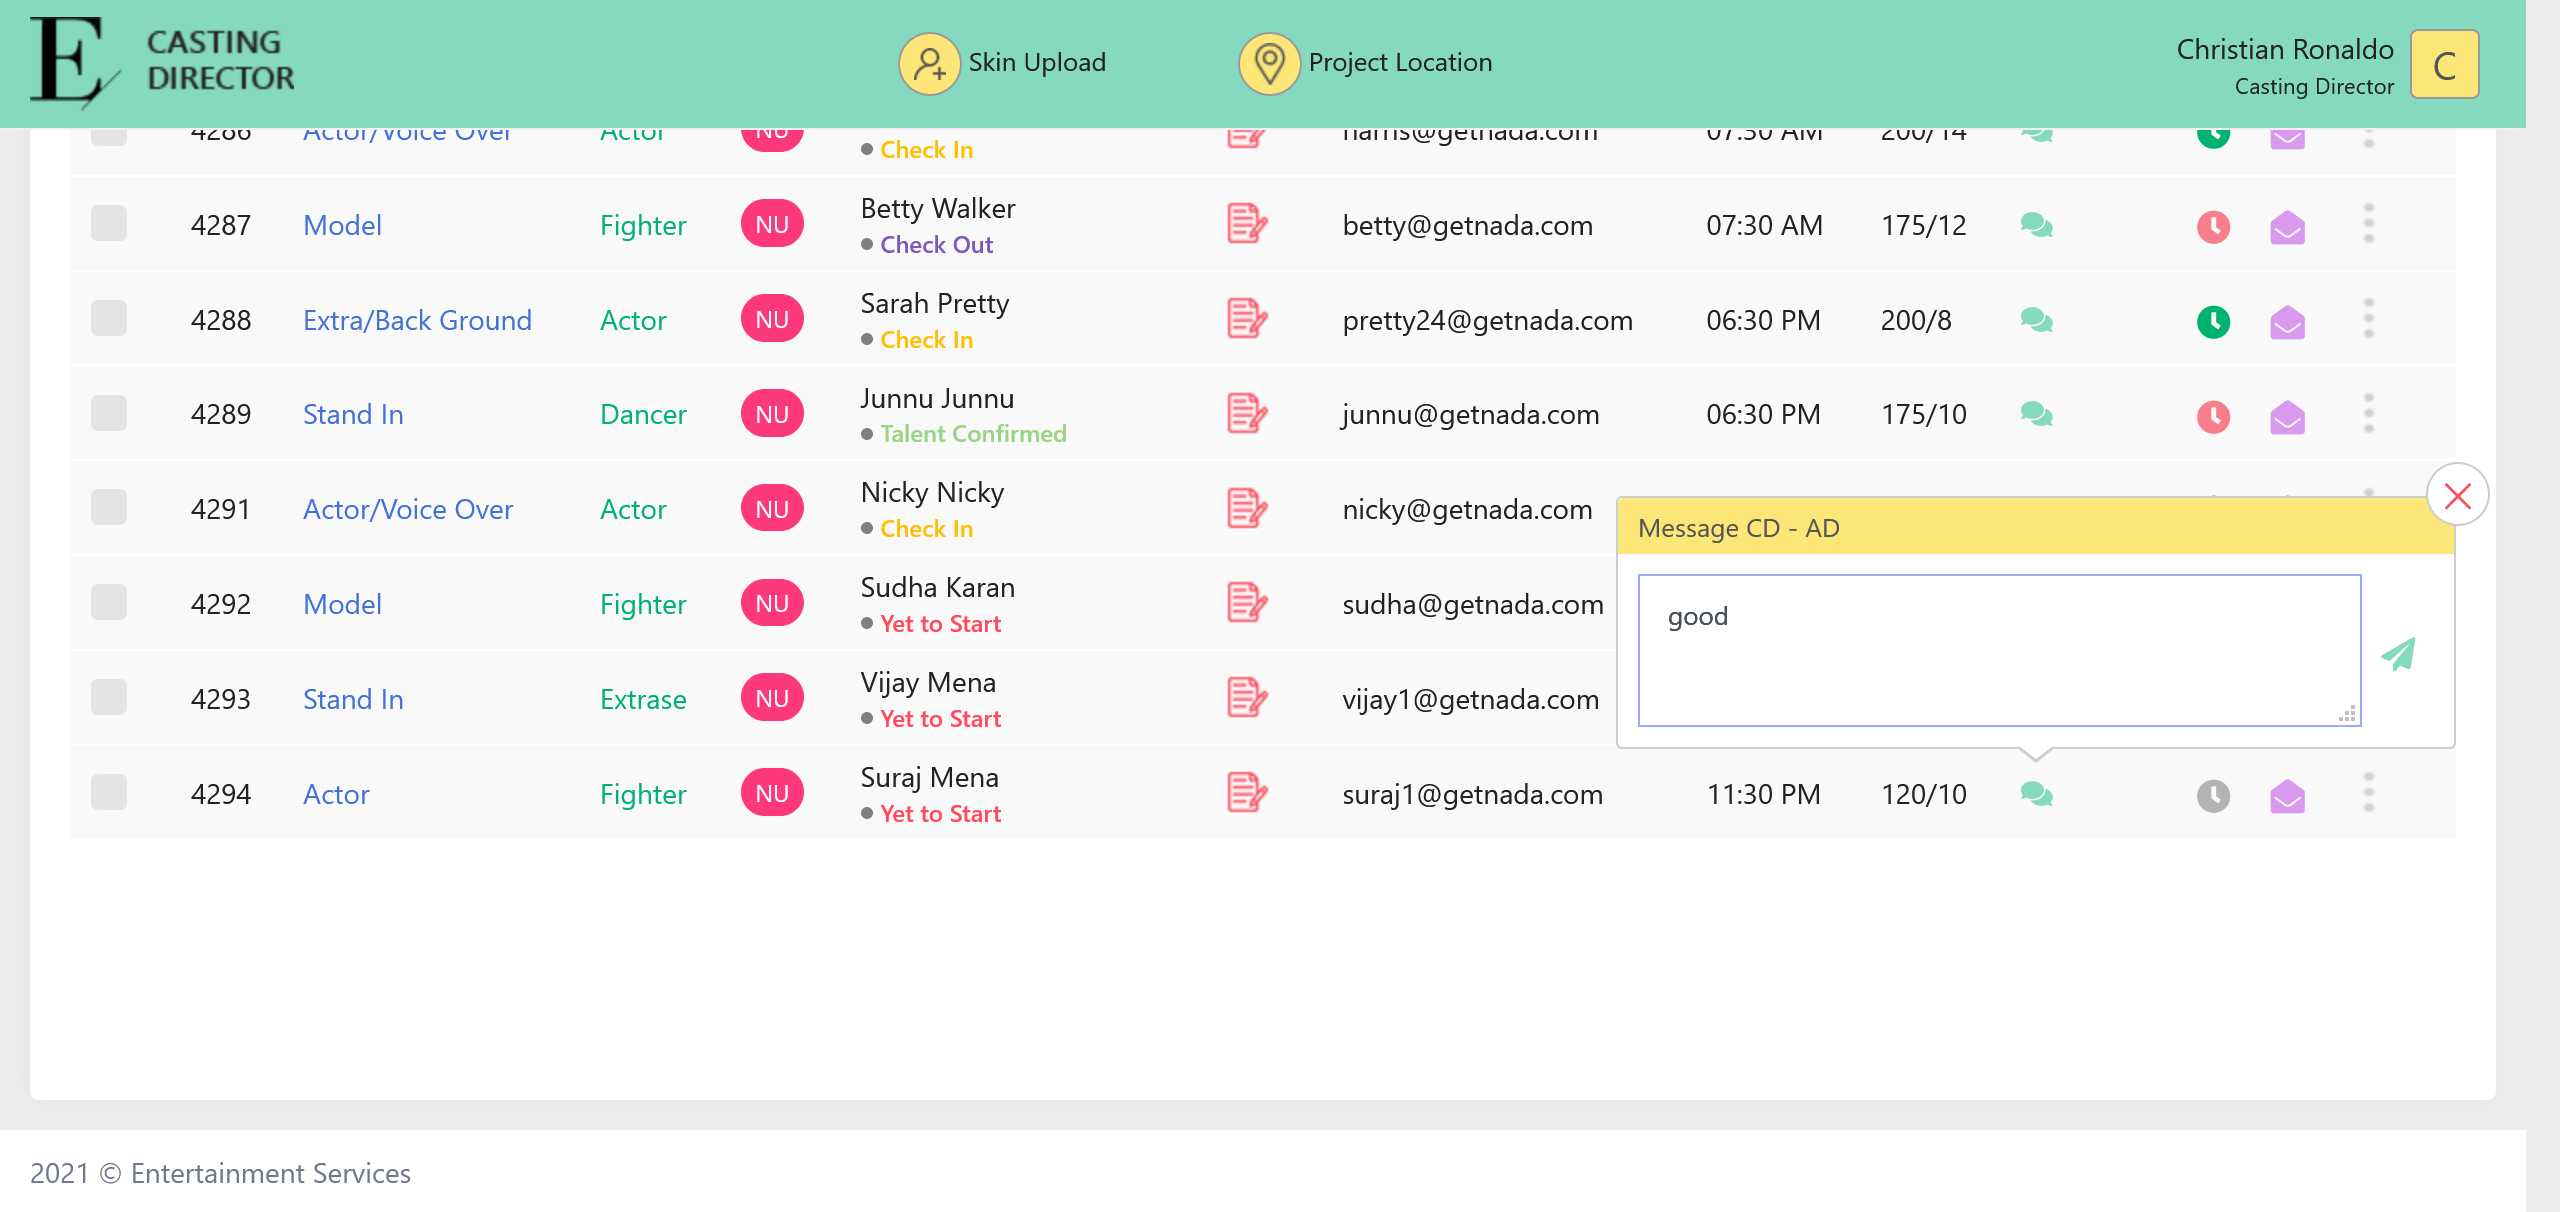 E CASTING DIRECTOR
Skin Upload
Project Location
Christian Ronaldo
Casting Director
C
4286 Actor/Voice Over Actor NU harris@getnada.com 07:30 AM 200/14
Check In
4287 Model Fighter NU Betty Walker betty@getnada.com 07:30 AM 175/12
Check Out
4288 Extra/Back Ground Actor NU Sarah Pretty pretty24@getnada.com 06:30 PM 200/8
Check In
4289 Stand In Dancer NU Junnu Junnu junnu@getnada.com 06:30 PM 175/10
Talent Confirmed
4291 Actor/Voice Over Actor NU Nicky Nicky nicky@getnada.com
Check In
Message CD - AD
good
4292 Model Fighter NU Sudha Karan sudha@getnada.com
Yet to Start
4293 Stand In Extrase NU Vijay Mena vijay1@getnada.com
Yet to Start
4294 Actor Fighter NU Suraj Mena suraj1@getnada.com 11:30 PM 120/10
Yet to Start
2021 © Entertainment Services